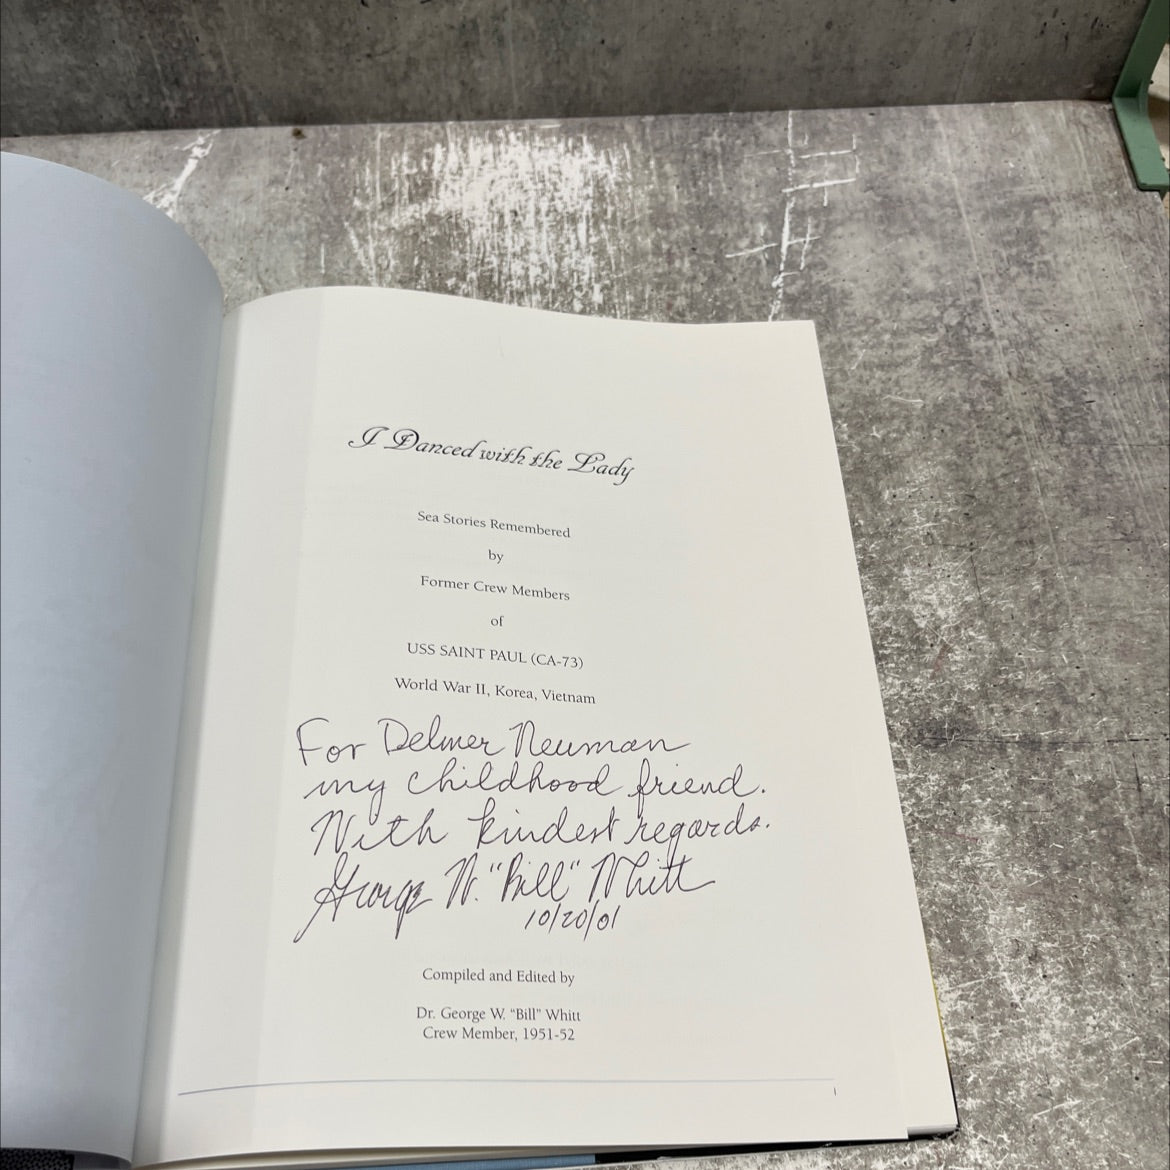 I Danced with the Lady
Sea Stories Remembered
by
Former Crew Members
of
USS SAINT PAUL (CA-73)
World War II, Korea, Vietnam
For Delmer Neuman
my childhood friend.
With kindest regards.
George W. "Bill" Whitt
10/20/01
Compiled and Edited by
Dr. George W. "Bill" Whitt
Crew Member, 1951-52
1